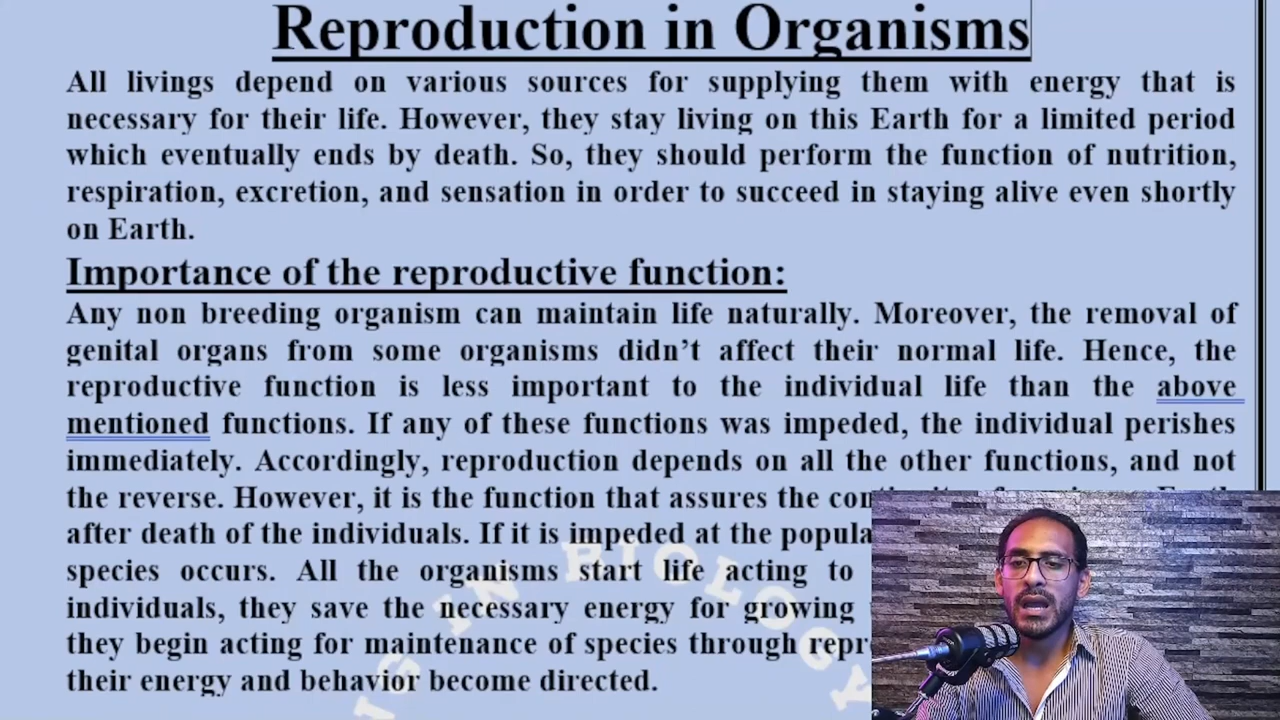 Reproduction in Organisms
All livings depend on various sources for supplying them with energy that is
necessary for their life. However, they stay living on this Earth for a limited period
which eventually ends by death. So, they should perform the function of nutrition,
respiration, excretion, and sensation in order to succeed in staying alive even shortly
on Earth.
Importance of the reproductive function:
Any non breeding organism can maintain life naturally. Moreover, the removal of
genital organs from some organisms didn’t affect their normal life. Hence, the
reproductive function is less important to the individual life than the above
mentioned functions. If any of these functions was impeded, the individual perishes
immediately. Accordingly, reproduction depends on all the other functions, and not
the reverse. However, it is the function that assures the
after death of the individuals. If it is impeded at the
species occurs. All the organisms start life acting to
individuals, they save the necessary energy for growing
they begin acting for maintenance of species through
their energy and behavior become directed.
IN BIOLOGY